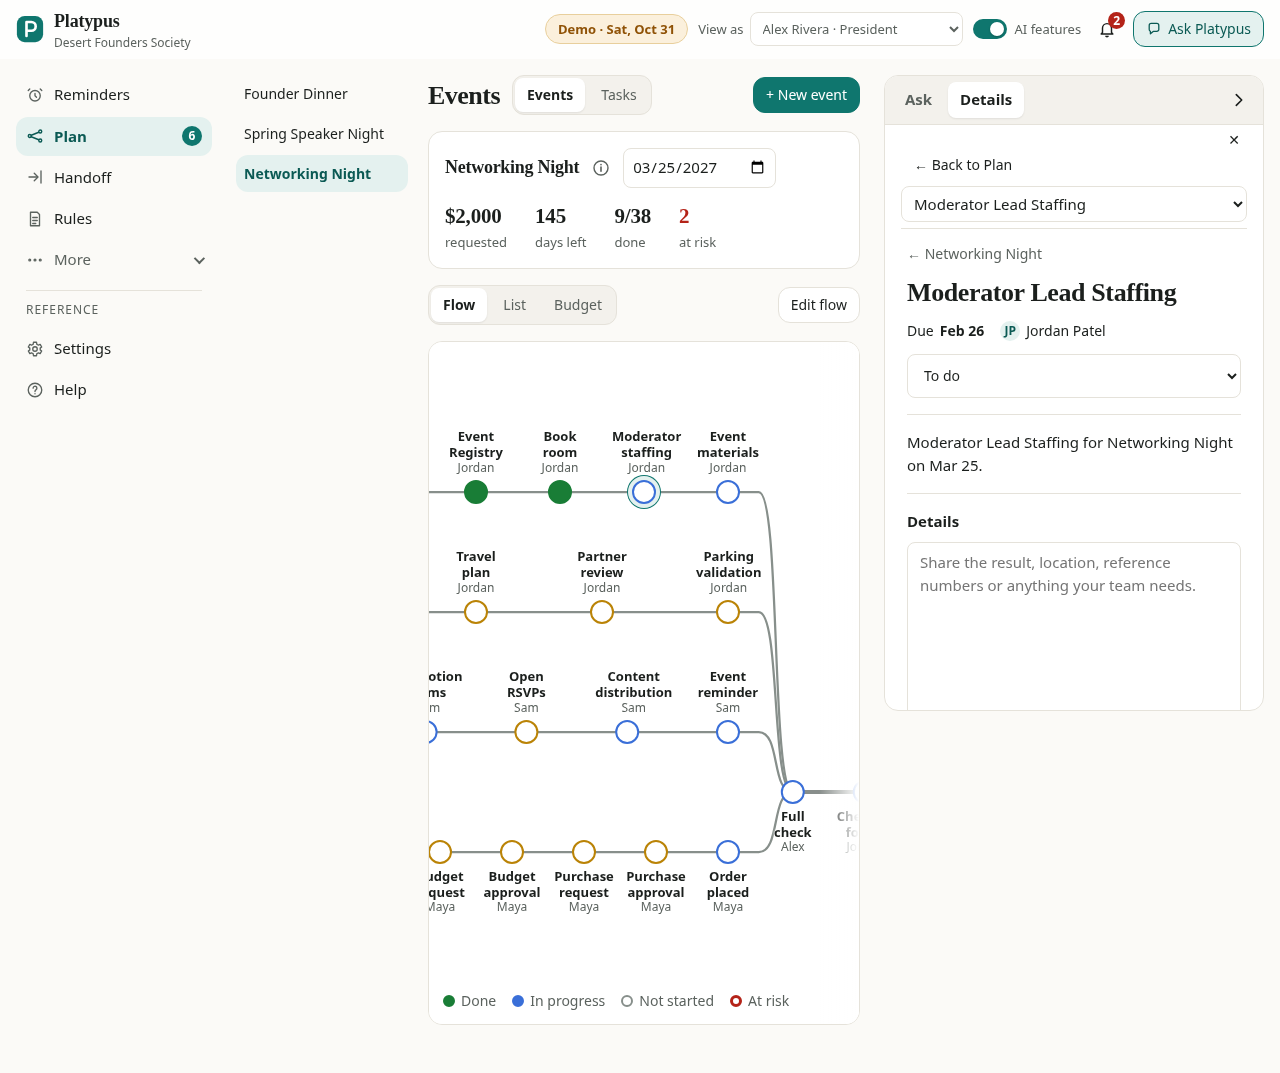 Platypus
Desert Founders Society
Demo · Sat, Oct 31
View as
Alex Rivera · President
AI features
2
Ask Platypus
Reminders
Plan
6
Handoff
Rules
More
REFERENCE
Settings
Help
Founder Dinner
Spring Speaker Night
Networking Night
Events
Events
Tasks
+ New event
Networking Night
03/25/2027
$2,000
145
9/38
2
requested
days left
done
at risk
Flow
List
Budget
Edit flow
Event
Registry
Jordan
Book
room
Jordan
Moderator
staffing
Jordan
Event
materials
Jordan
Travel
plan
Jordan
Partner
review
Jordan
Parking
validation
Jordan
otion
ms
m
Open
RSVPs
Sam
Content
distribution
Sam
Event
reminder
Sam
Full
check
Alex
Che
fo
Jo
udget
quest
Maya
Budget
approval
Maya
Purchase
request
Maya
Purchase
approval
Maya
Order
placed
Maya
Done
In progress
Not started
At risk
Ask
Details
×
← Back to Plan
Moderator Lead Staffing
← Networking Night
Moderator Lead Staffing
Due Feb 26
JP
Jordan Patel
To do
Moderator Lead Staffing for Networking Night
on Mar 25.
Details
Share the result, location, reference
numbers or anything your team needs.